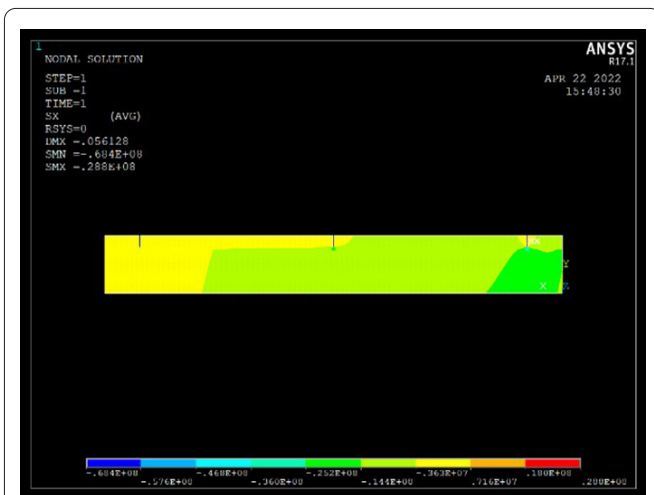 1
NODAL SOLUTION
ANSYS
R17.1
STEP=1
SUB =1
TIME=1
SX (AVG)
RSYS=0
DMX =.056128
SMN =-.684E+08
SMX =.288E+08
APR 22 2022
15:48:30
MX
Y
X Z
-.684E+08 -.468E+08 -.252E+08 -.363E+07 .180E+08
-.576E+08 -.360E+08 -.144E+08 .716E+07 .288E+08